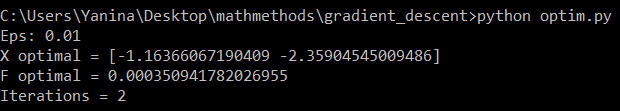 C:\Users\Yanina\Desktop\mathmethods\gradient_descent>python optim.py
Eps: 0.01
X optimal = [-1.16366067190409 -2.35904545009486]
F optimal = 0.000350941782026955
Iterations = 2